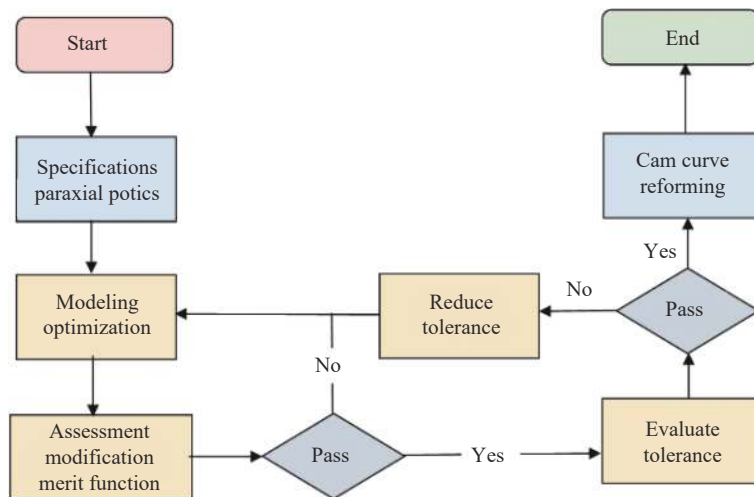 Start
End
Specifications
paraxial potics
Cam curve
reforming
Yes
Modeling
optimization
Reduce
tolerance
No
Pass
No
Assessment
modification
merit function
Pass
Yes
Evaluate
tolerance